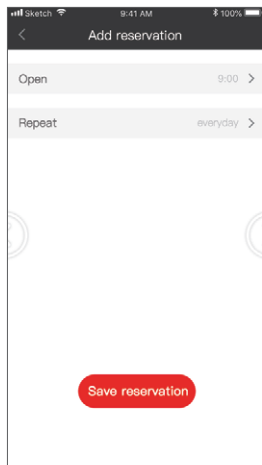 Sketch 9:41 AM 100%
Add reservation
Open 9:00
Repeat everyday
Save reservation